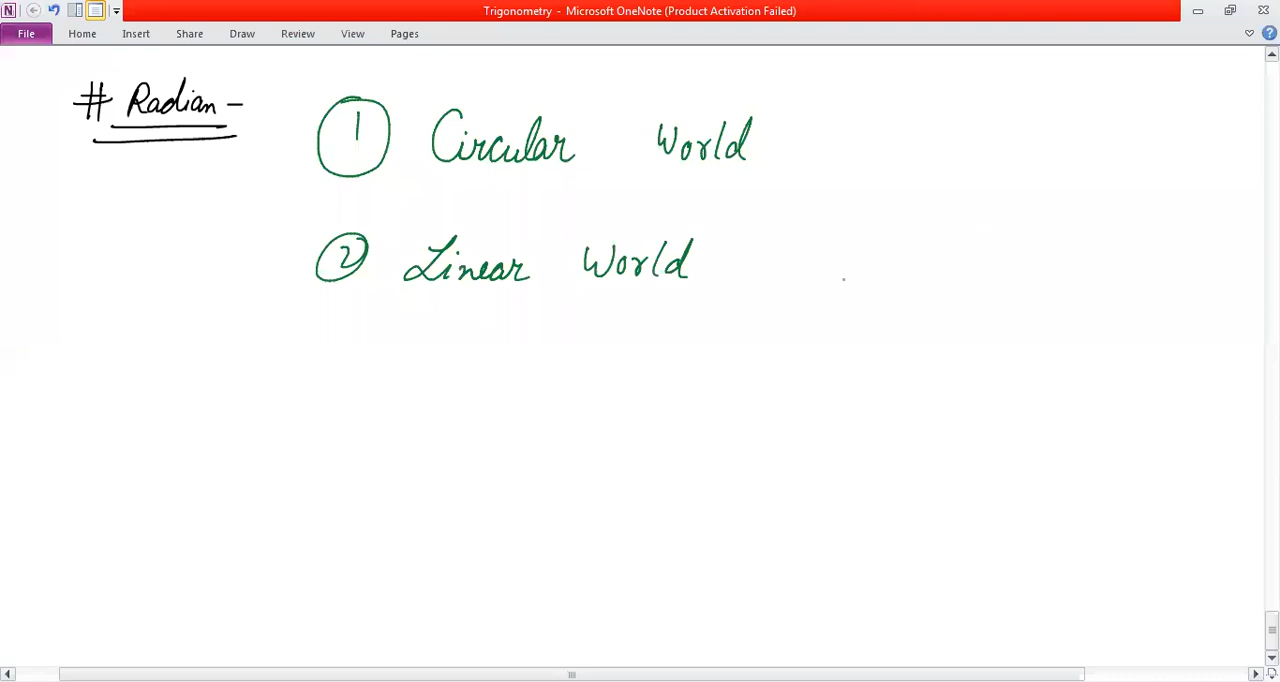 Trigonometry - Microsoft OneNote (Product Activation Failed)
File Home Insert Share Draw Review View Pages
# Radian -
① Circular World
② Linear World